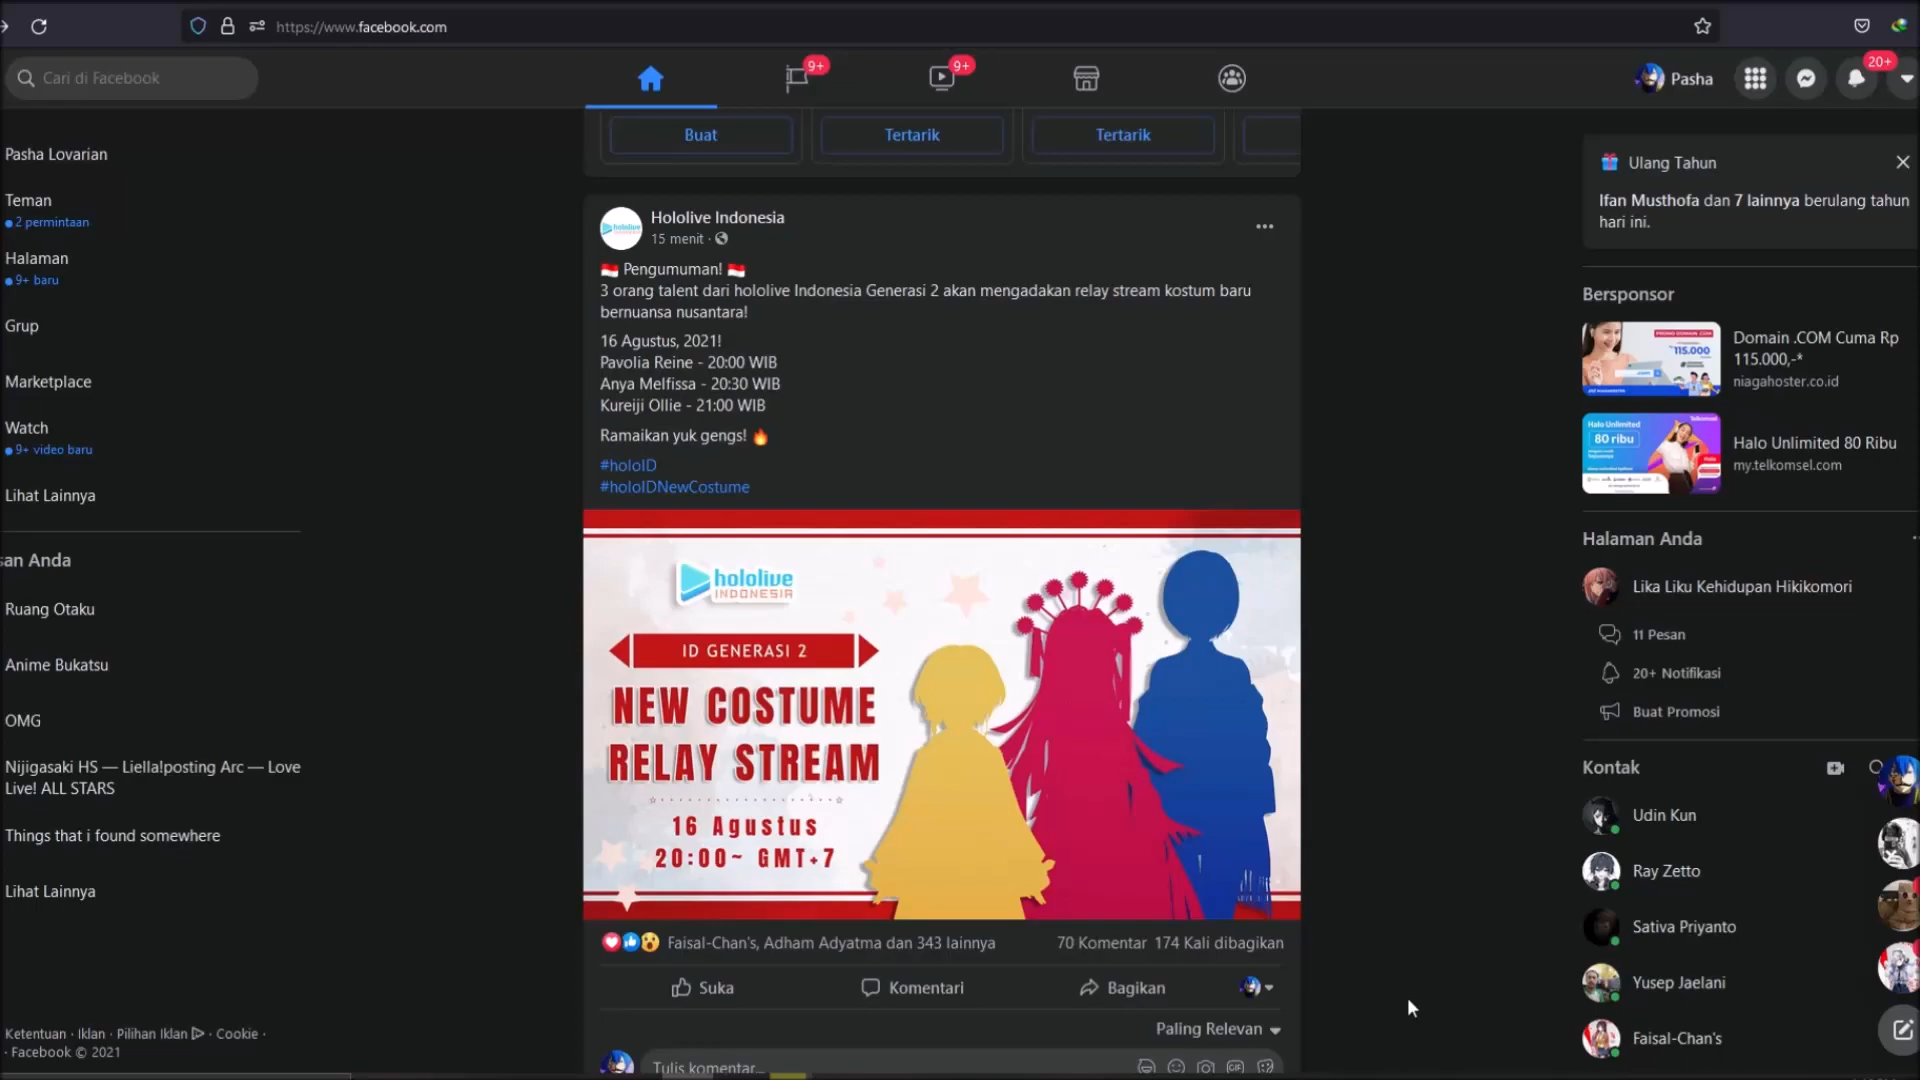 https://www.facebook.com
Cari di Facebook
9+
9+
Pasha
20+
Pasha Lovarian
Teman
2 permintaan
Halaman
9+ baru
Grup
Marketplace
Watch
9+ video baru
Lihat Lainnya
san Anda
Ruang Otaku
Anime Bukatsu
OMG
Nijigasaki HS — Liella!posting Arc — Love
Live! ALL STARS
Things that i found somewhere
Lihat Lainnya
Ketentuan · Iklan · Pilihan Iklan · Cookie ·
· Facebook © 2021
Buat
Tertarik
Tertarik
Hololive Indonesia
15 menit ·
🇮🇩 Pengumuman! 🇮🇩
3 orang talent dari hololive Indonesia Generasi 2 akan mengadakan relay stream kostum baru
bernuansa nusantara!
16 Agustus, 2021!
Pavolia Reine - 20:00 WIB
Anya Melfissa - 20:30 WIB
Kureiji Ollie - 21:00 WIB
Ramaikan yuk gengs! 🔥
#holoID
#holoIDNewCostume
hololive
INDONESIA
ID GENERASI 2
NEW COSTUME
RELAY STREAM
16 Agustus
20:00~ GMT+7
Faisal-Chan's, Adham Adyatma dan 343 lainnya
70 Komentar 174 Kali dibagikan
Suka
Komentari
Bagikan
Paling Relevan
Tulis komentar...
GIF
Ulang Tahun
Ifan Musthofa dan 7 lainnya berulang tahun
hari ini.
Bersponsor
115.000
Domain .COM Cuma Rp
115.000,-*
niagahoster.co.id
Halo Unlimited
80 ribu
Telkomsel
Halo Unlimited 80 Ribu
my.telkomsel.com
Halaman Anda
Lika Liku Kehidupan Hikikomori
11 Pesan
20+ Notifikasi
Buat Promosi
Kontak
Udin Kun
Ray Zetto
Sativa Priyanto
Yusep Jaelani
Faisal-Chan's